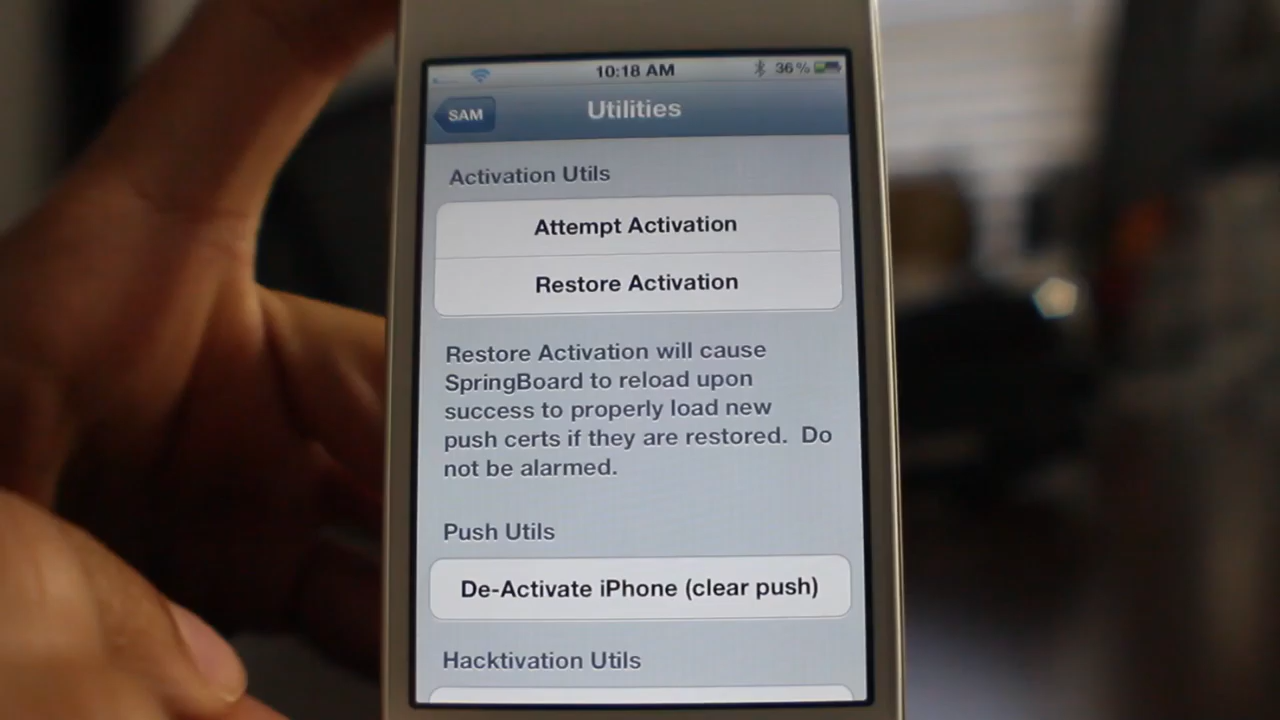 10:18 AM
36%
SAM
Utilities
Activation Utils
Attempt Activation
Restore Activation
Restore Activation will cause
SpringBoard to reload upon
success to properly load new
push certs if they are restored.  Do
not be alarmed.
Push Utils
De-Activate iPhone (clear push)
Hacktivation Utils